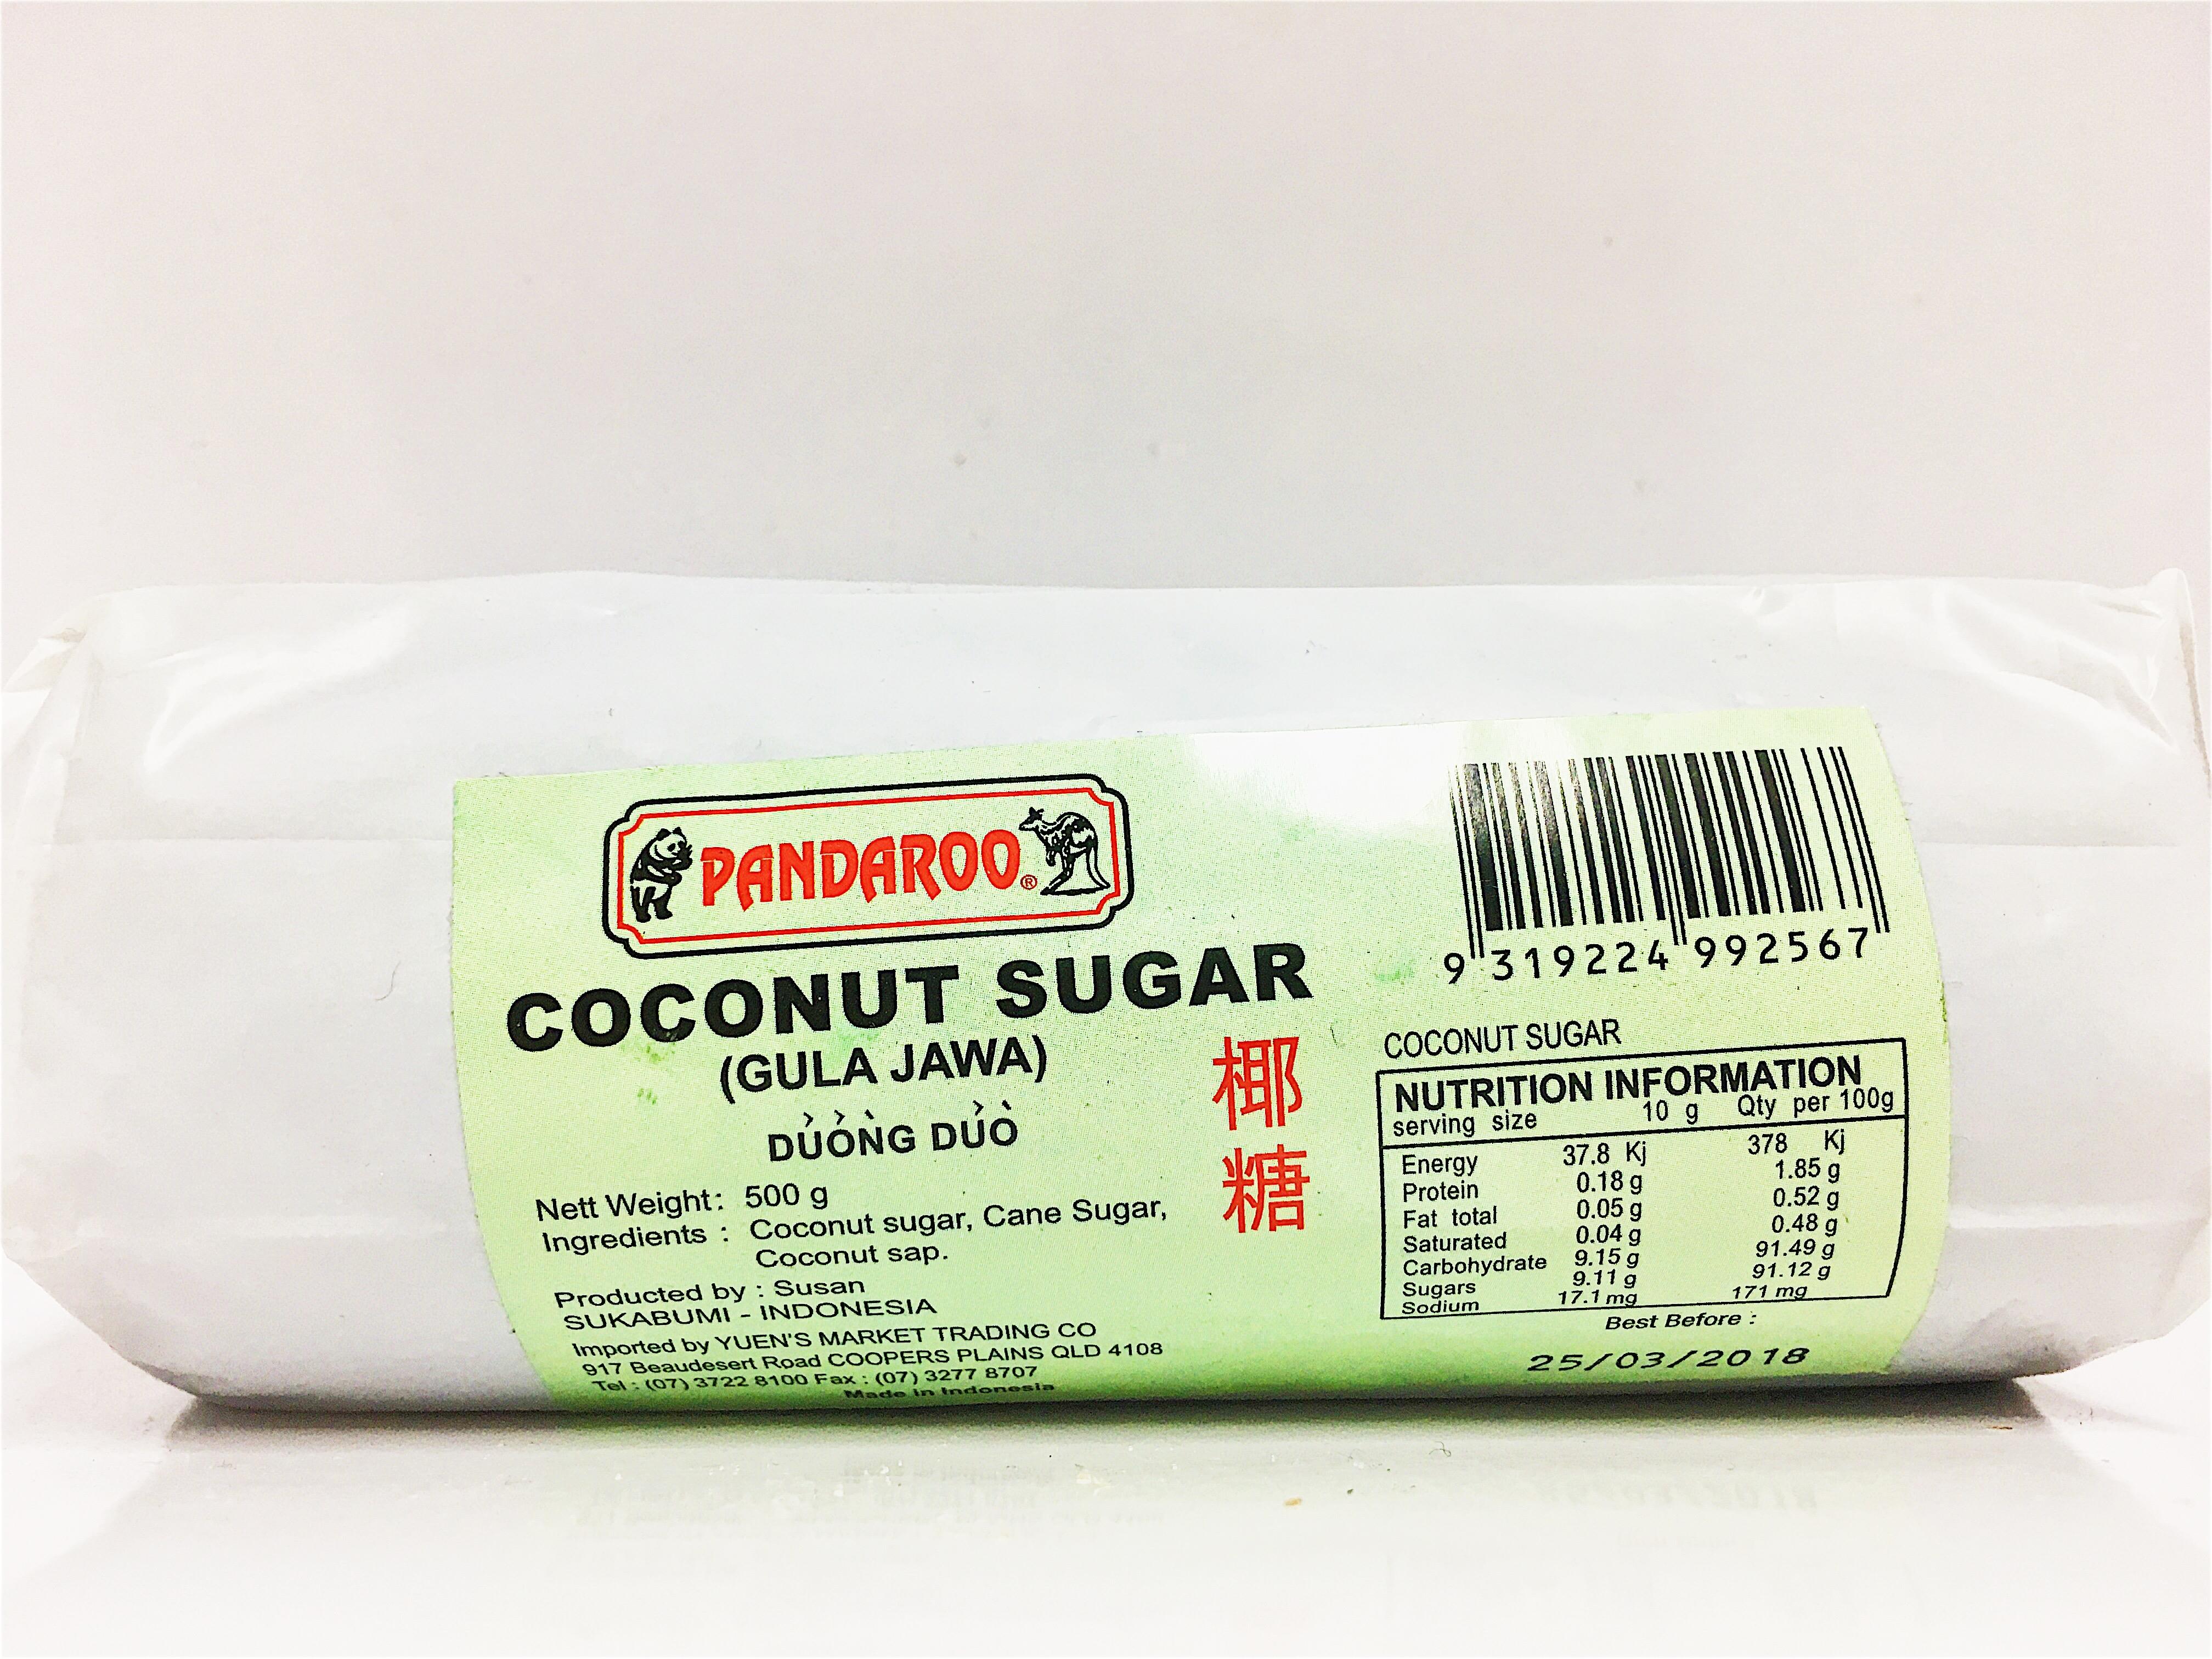 PANDAROO®
COCONUT SUGAR
(GULA JAWA)
DỦỎ̀NG DỦÒ
椰
糖
Nett Weight: 500 g
Ingredients : Coconut sugar, Cane Sugar,
Coconut sap.
Producted by : Susan
SUKABUMI - INDONESIA
Imported by YUEN'S MARKET TRADING CO
917 Beaudesert Road COOPERS PLAINS QLD 4108
Tel : (07) 3722 8100 Fax : (07) 3277 8707
Made in Indonesia
9 319224 992567
COCONUT SUGAR
NUTRITION INFORMATION
serving size 10 g Qty per 100g
Energy 37.8 Kj 378 Kj
Protein 0.18 g 1.85 g
Fat total 0.05 g 0.52 g
Saturated 0.04 g 0.48 g
Carbohydrate 9.15 g 91.49 g
Sugars 9.11 g 91.12 g
Sodium 17.1 mg 171 mg
Best Before :
25/03/2018